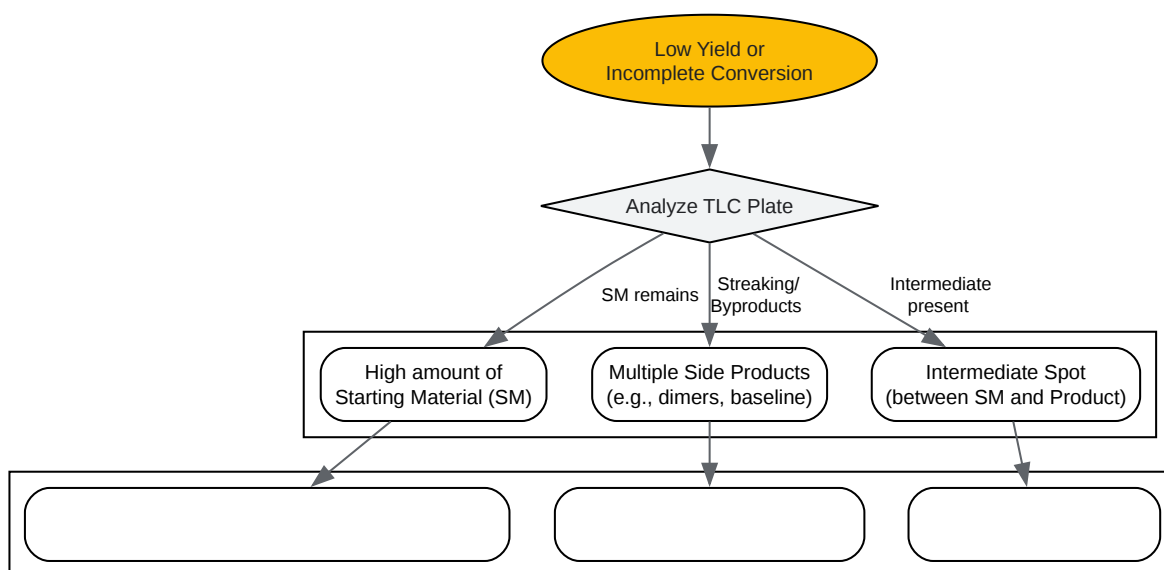 Low Yield or
Incomplete Conversion
Analyze TLC Plate
SM remains
Streaking/
Byproducts
Intermediate
present
High amount of
Starting Material (SM)
Multiple Side Products
(e.g., dimers, baseline)
Intermediate Spot
(between SM and Product)